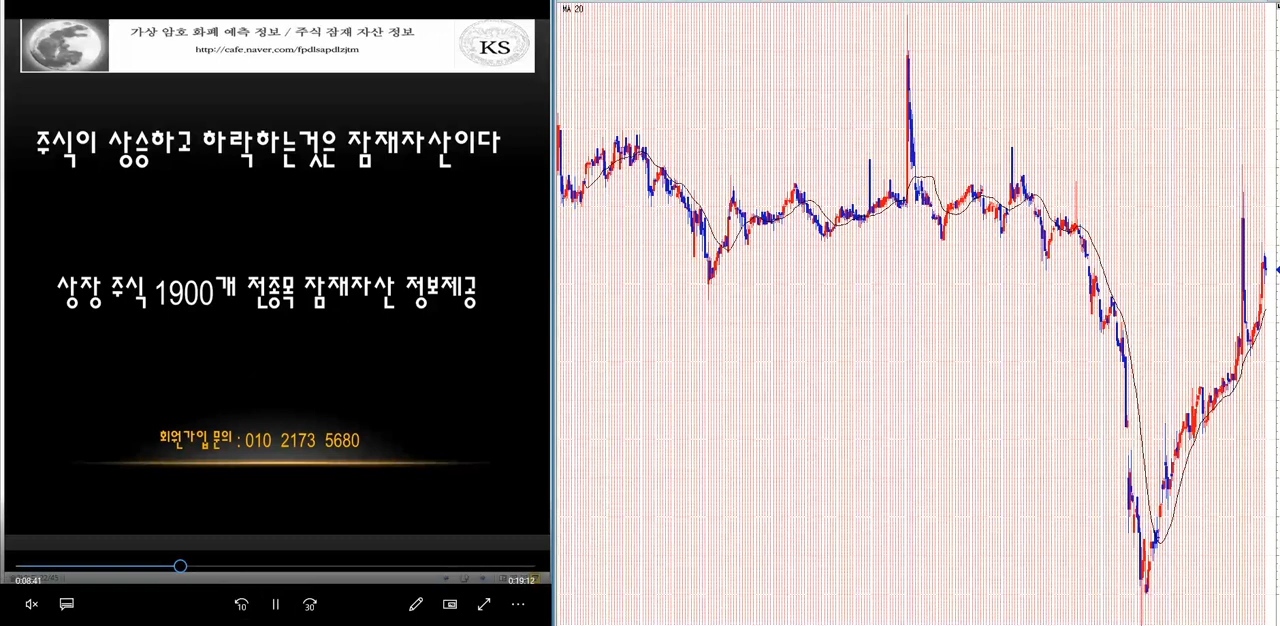 가상 암호 화폐 예측 정보 / 주식 잠재 자산 정보
http://cafe.naver.com/fpdlsapdlzjtm
KS
주식이 상승하고 하락하는것은 잠재자산이다
상장 주식 1900개 전종목 잠재자산 정보제공
회원가입 문의 : 010 2173 5680
0:08:41
0:19:12
10
30
MA 20